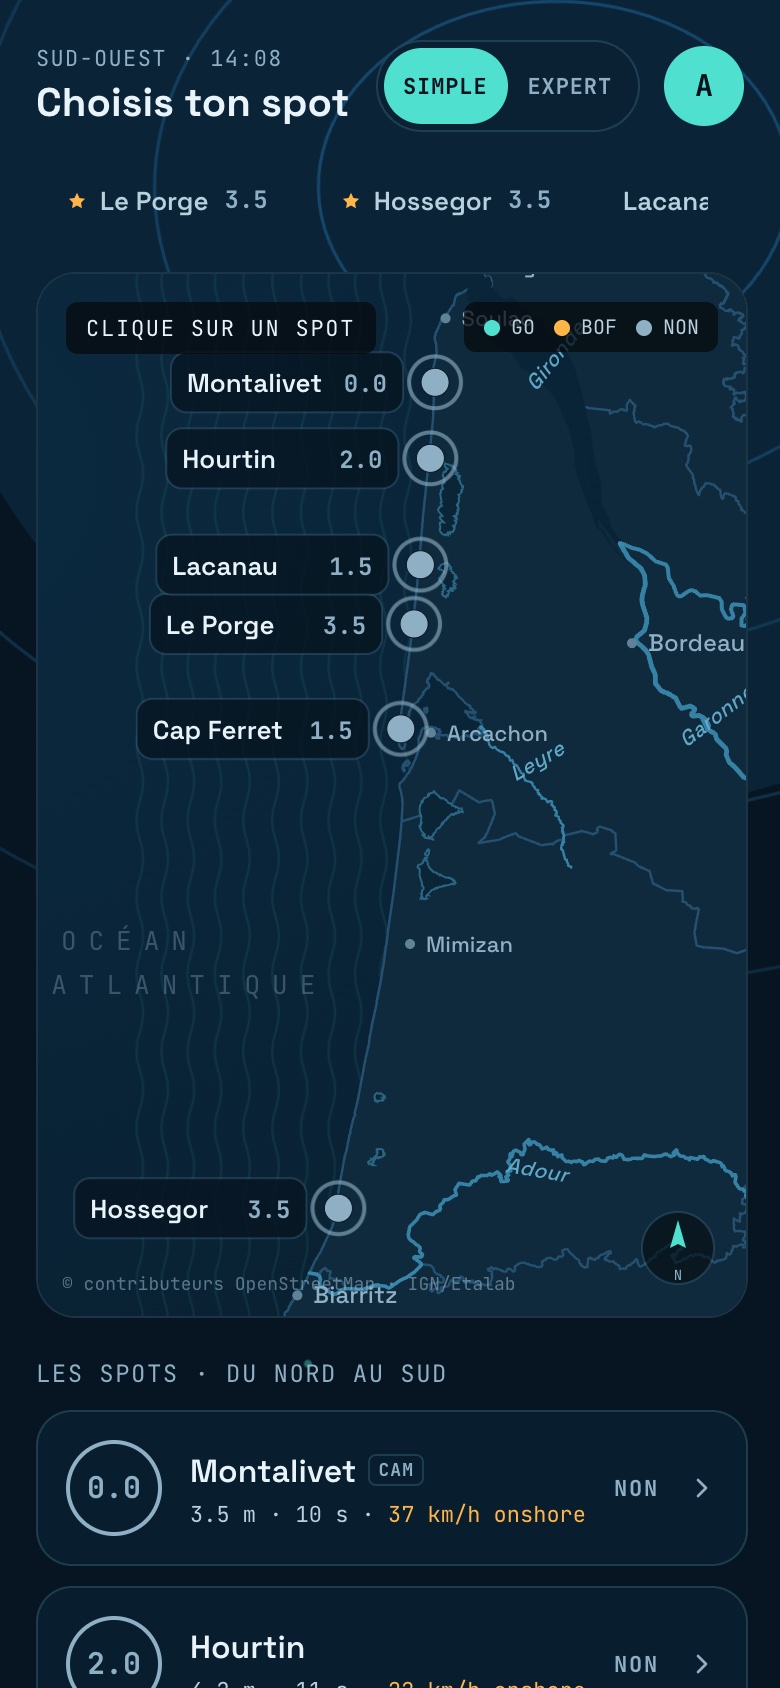 SUD-OUEST · 14:08
Choisis ton spot
SIMPLE EXPERT A
Le Porge 3.5 Hossegor 3.5 Lacana
CLIQUE SUR UN SPOT
Soulac
GO BOF NON
Gironde
Montalivet 0.0
Hourtin 2.0
Lacanau 1.5
Le Porge 3.5
Bordeau
Garonne
Cap Ferret 1.5
Arcachon
Leyre
OCÉAN
ATLANTIQUE
Mimizan
Adour
Hossegor 3.5
N
© contributeurs OpenStreetMap IGN/Etalab
Biarritz
LES SPOTS · DU NORD AU SUD
0.0 Montalivet CAM
3.5 m · 10 s · 37 km/h onshore
NON
2.0 Hourtin
NON